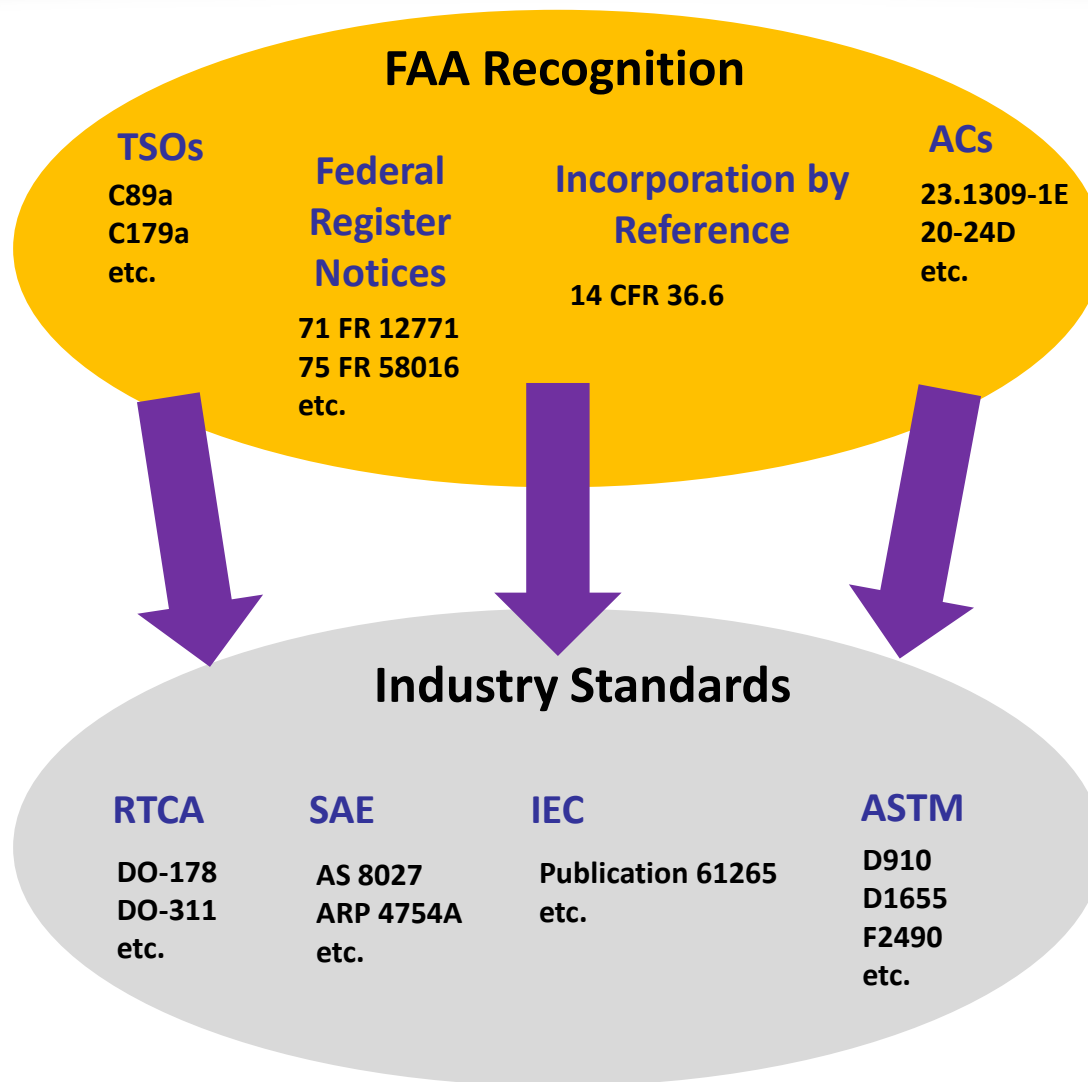 FAA Recognition
TSOs
C89a
C179a
etc.
Federal
Register
Notices
71 FR 12771
75 FR 58016
etc.
Incorporation by
Reference
14 CFR 36.6
ACs
23.1309-1E
20-24D
etc.
Industry Standards
RTCA
DO-178
DO-311
etc.
SAE
AS 8027
ARP 4754A
etc.
IEC
Publication 61265
etc.
ASTM
D910
D1655
F2490
etc.